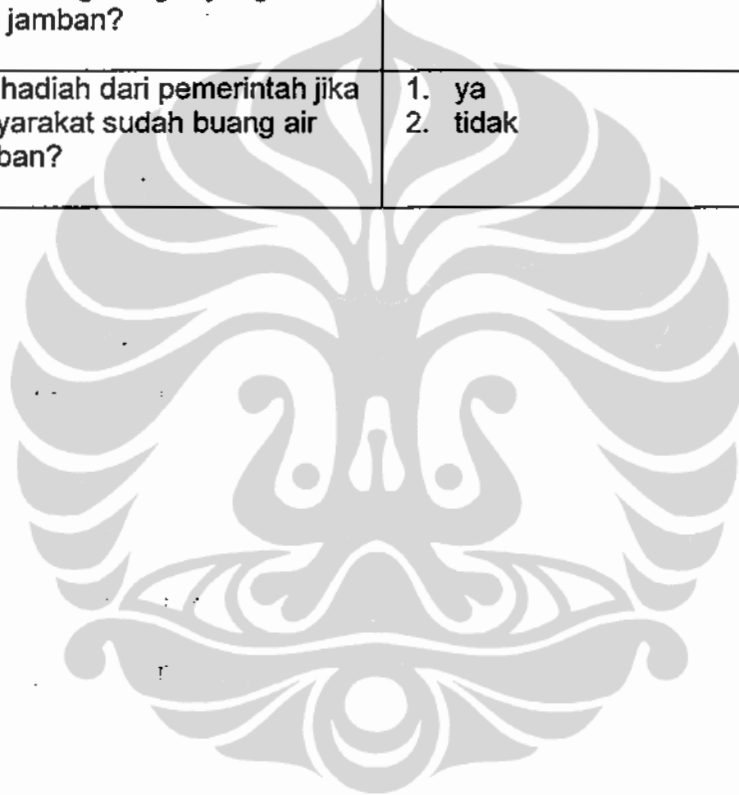 jamban?
hadiah dari pemerintah jika 1. ya
yarakat sudah buang air 2. tidak
ban?